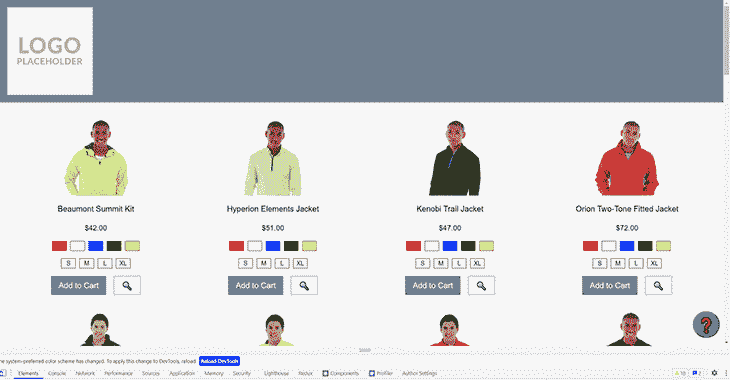 LOGO
PLACEHOLDER
Beaumont Summit Kit
Hyperion Elements Jacket
Kenobi Trail Jacket
Orion Two-Tone Fitted Jacket
$42.00
$51.00
$47.00
$72.00
S M L XL
S M L XL
S M L XL
S M L XL
Add to Cart
Add to Cart
Add to Cart
Add to Cart
?
he system-preferred color scheme has changed. To apply this change to DevTools, reload. Reload DevTools
Elements Console Network Performance Sources Application Memory Security Lighthouse Redux Components Profiler Author Settings